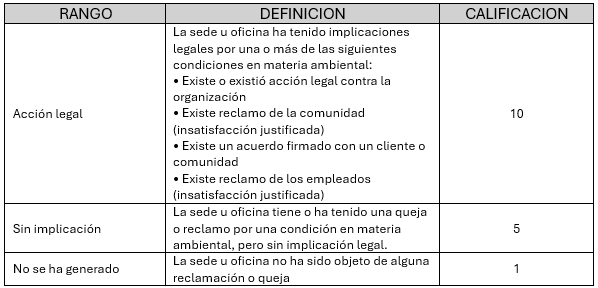 RANGO DEFINICION CALIFICACION
La sede u oficina ha tenido implicaciones
legales por una o más de las siguientes
condiciones en materia ambiental:
• Existe o existió acción legal contra la
organización
Acción legal
• Existe reclamo de la comunidad
10
(insatisfacción justificada)
• Existe un acuerdo firmado con un cliente o
comunidad
• Existe reclamo de los empleados
(insatisfacción justificada)
La sede u oficina tiene o ha tenido una queja
Sin implicación
o reclamo por una condición en materia
5
ambiental, pero sin implicación legal.
La sede u oficina no ha sido objeto de alguna
No se ha generado
reclamación o queja
1